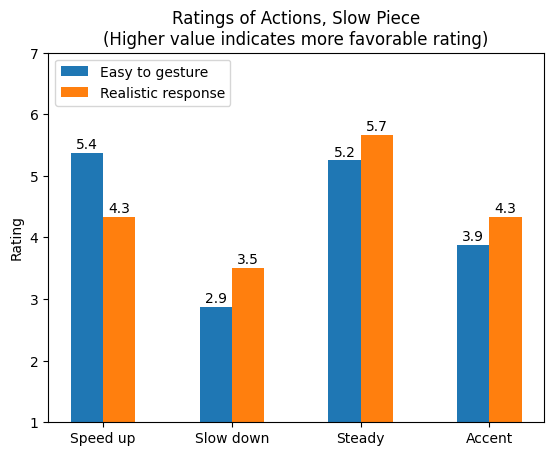 Ratings of Actions, Slow Piece
(Higher value indicates more favorable rating)
Easy to gesture
Realistic response
Rating
7
6
5
4
3
2
1
5.4
4.3
2.9
3.5
5.2
5.7
3.9
4.3
Speed up
Slow down
Steady
Accent